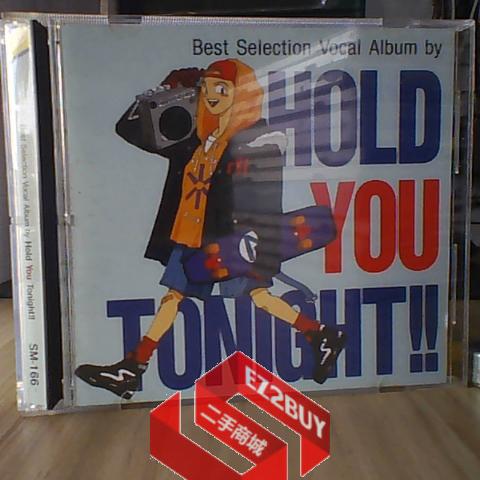 Best Selection Vocal Album by
HOLD
YOU
TONIGHT!!
Best Selection Vocal Album by Hold You Tonight!!
SM-166
EZ2BUY
二手商城